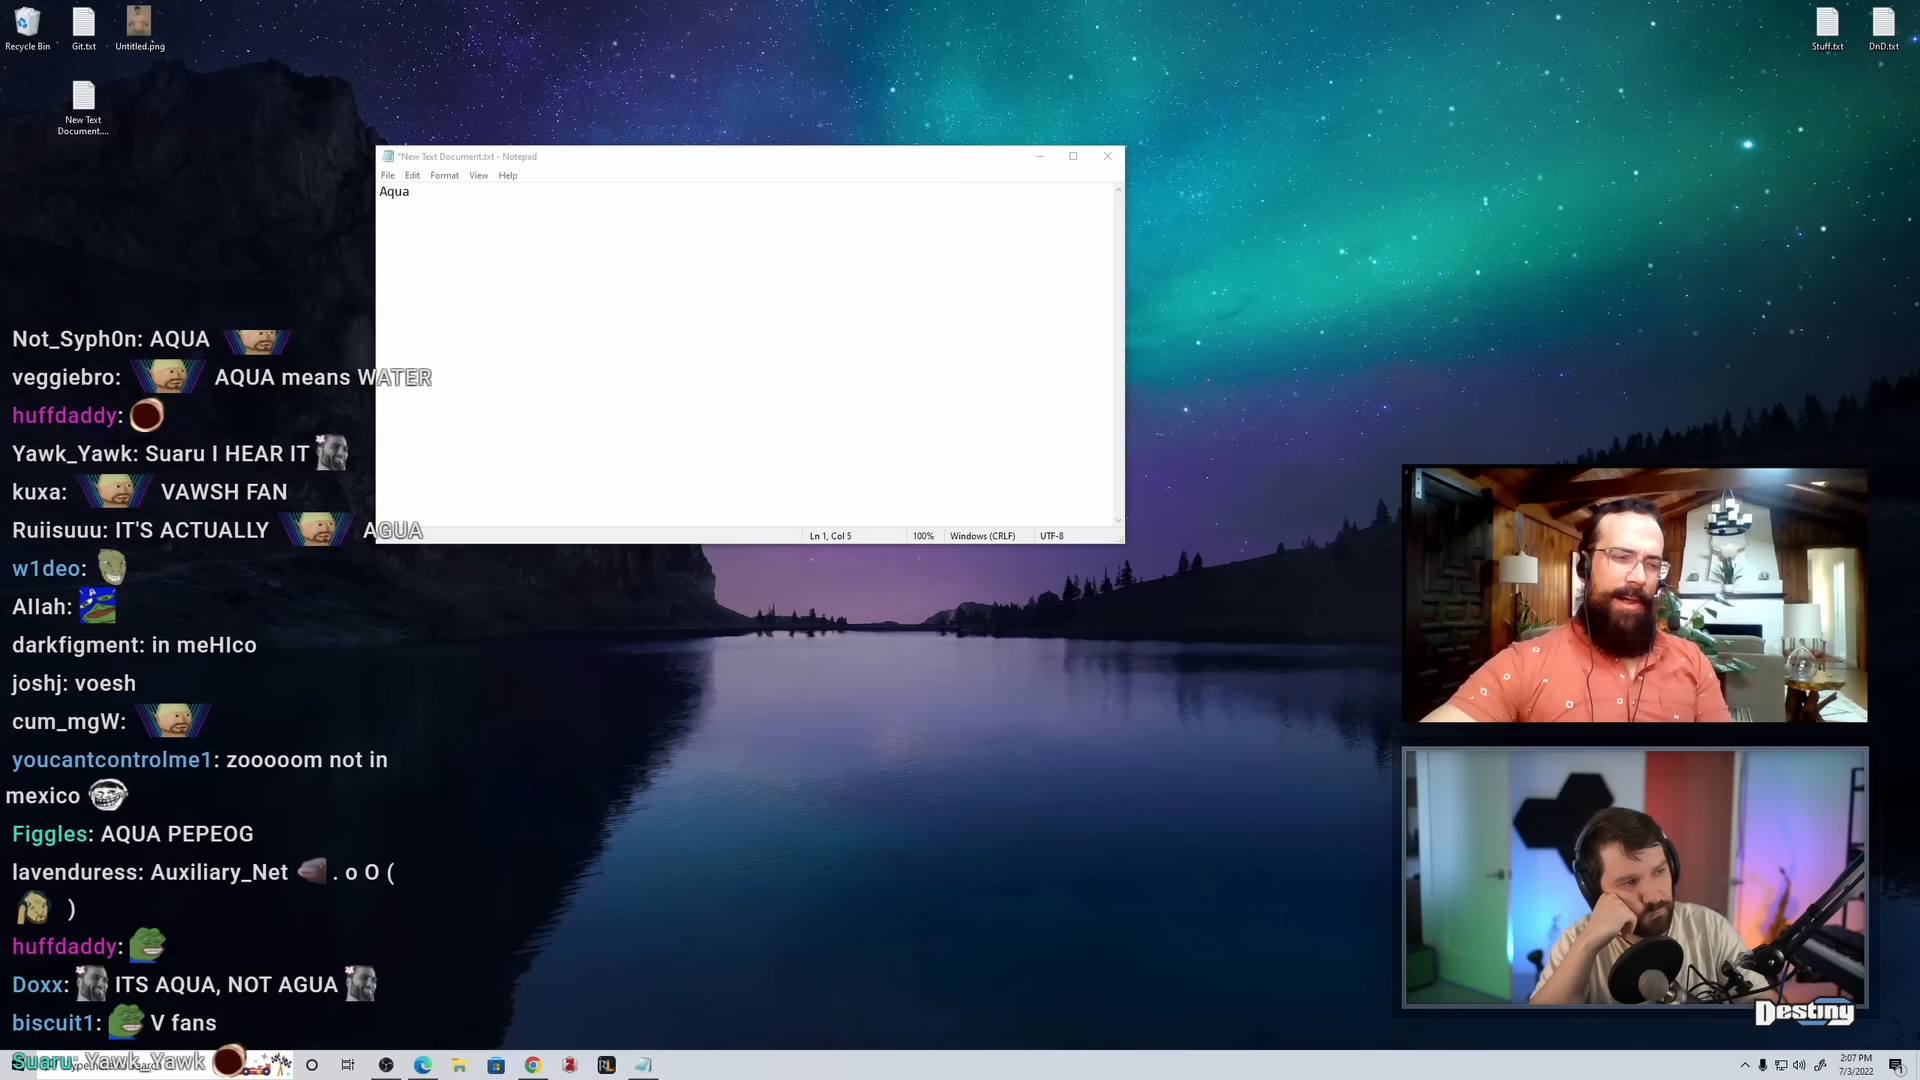 Recycle Bin
Git.txt
Untitled.png
Stuff.txt
DnD.txt
New Text
Document....
*New Text Document.txt - Notepad
File Edit Format View Help
Aqua
Ln 1, Col 5 100% Windows (CRLF) UTF-8
Not_Syph0n: AQUA
veggiebro: AQUA means WATER
huffdaddy:
Yawk_Yawk: Suaru I HEAR IT
kuxa: VAWSH FAN
Ruiisuuu: IT'S ACTUALLY AGUA
w1deo:
AIIah:
darkfigment: in meHIco
joshj: voesh
cum_mgW:
youcantcontrolme1: zooooom not in
mexico
Figgles: AQUA PEPEOG
lavenduress: Auxiliary_Net . o O (
)
huffdaddy:
Doxx: ITS AQUA, NOT AGUA
biscuit1: V fans
Suaru: Yawk_Yawk
Destiny
2:07 PM
7/3/2022